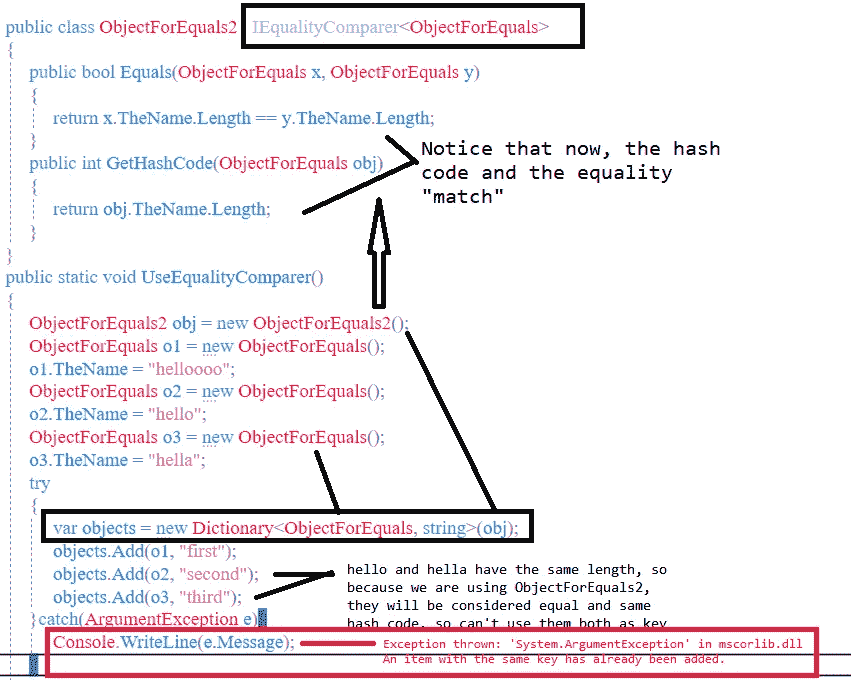 public class ObjectForEquals2 IEqualityComparer<ObjectForEquals>
{
public bool Equals(ObjectForEquals x, ObjectForEquals y)
{
return x.TheName.Length == y.TheName.Length;
}
public int GetHashCode(ObjectForEquals obj)
{
return obj.TheName.Length;
}
}
Notice that now, the hash
code and the equality
"match"
public static void UseEqualityComparer()
{
ObjectForEquals2 obj = new ObjectForEquals2();
ObjectForEquals o1 = new ObjectForEquals();
o1.TheName = "helloooo";
ObjectForEquals o2 = new ObjectForEquals();
o2.TheName = "hello";
ObjectForEquals o3 = new ObjectForEquals();
o3.TheName = "hella";
try
{
var objects = new Dictionary<ObjectForEquals, string>(obj);
objects.Add(o1, "first");
objects.Add(o2, "second");
objects.Add(o3, "third");
hello and hella have the same length, so
because we are using ObjectForEquals2,
they will be considered equal and same
hash code, so can't use them both as key
}catch(ArgumentException e)
Console.WriteLine(e.Message);
Exception thrown: 'System.ArgumentException' in mscorlib.dll
An item with the same key has already been added.